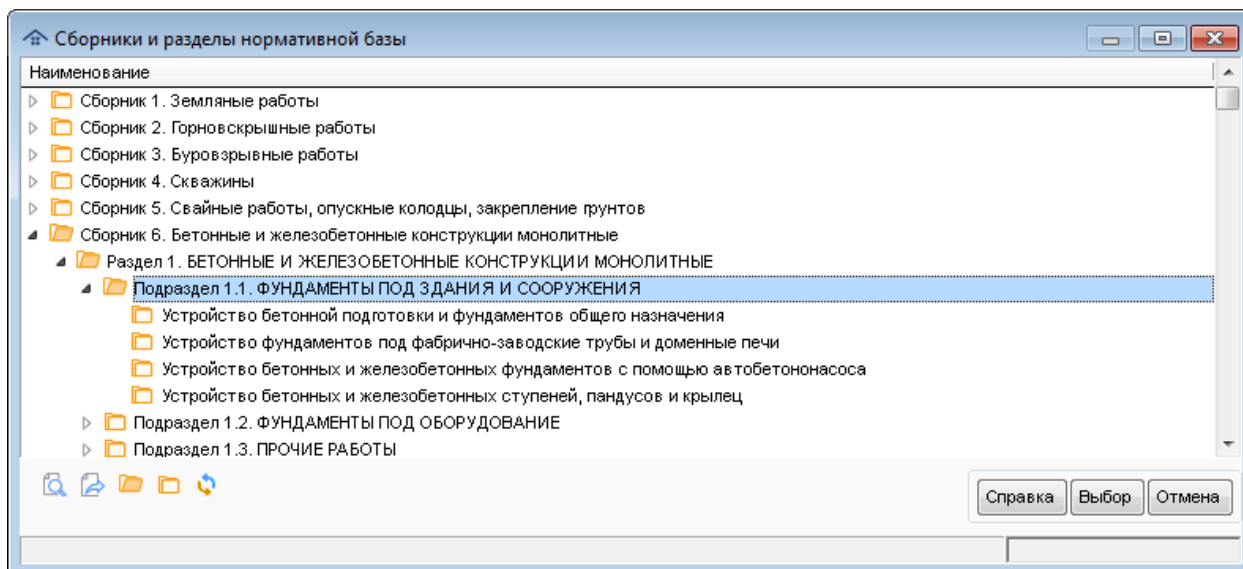 Сборники и разделы нормативной базы
Наименование
Сборник 1. Земляные работы
Сборник 2. Горновскрышные работы
Сборник 3. Буровзрывные работы
Сборник 4. Скважины
Сборник 5. Свайные работы, опускные колодцы, закрепление грунтов
Сборник 6. Бетонные и железобетонные конструкции монолитные
Раздел 1. БЕТОННЫЕ И ЖЕЛЕЗОБЕТОННЫЕ КОНСТРУКЦИИ МОНОЛИТНЫЕ
Подраздел 1.1. ФУНДАМЕНТЫ ПОД ЗДАНИЯ И СООРУЖЕНИЯ
Устройство бетонной подготовки и фундаментов общего назначения
Устройство фундаментов под фабрично-заводские трубы и доменные печи
Устройство бетонных и железобетонных фундаментов с помощью автобетононасоса
Устройство бетонных и железобетонных ступеней, пандусов и крылец
Подраздел 1.2. ФУНДАМЕНТЫ ПОД ОБОРУДОВАНИЕ
Подраздел 1.3. ПРОЧИЕ РАБОТЫ
Справка Выбор Отмена